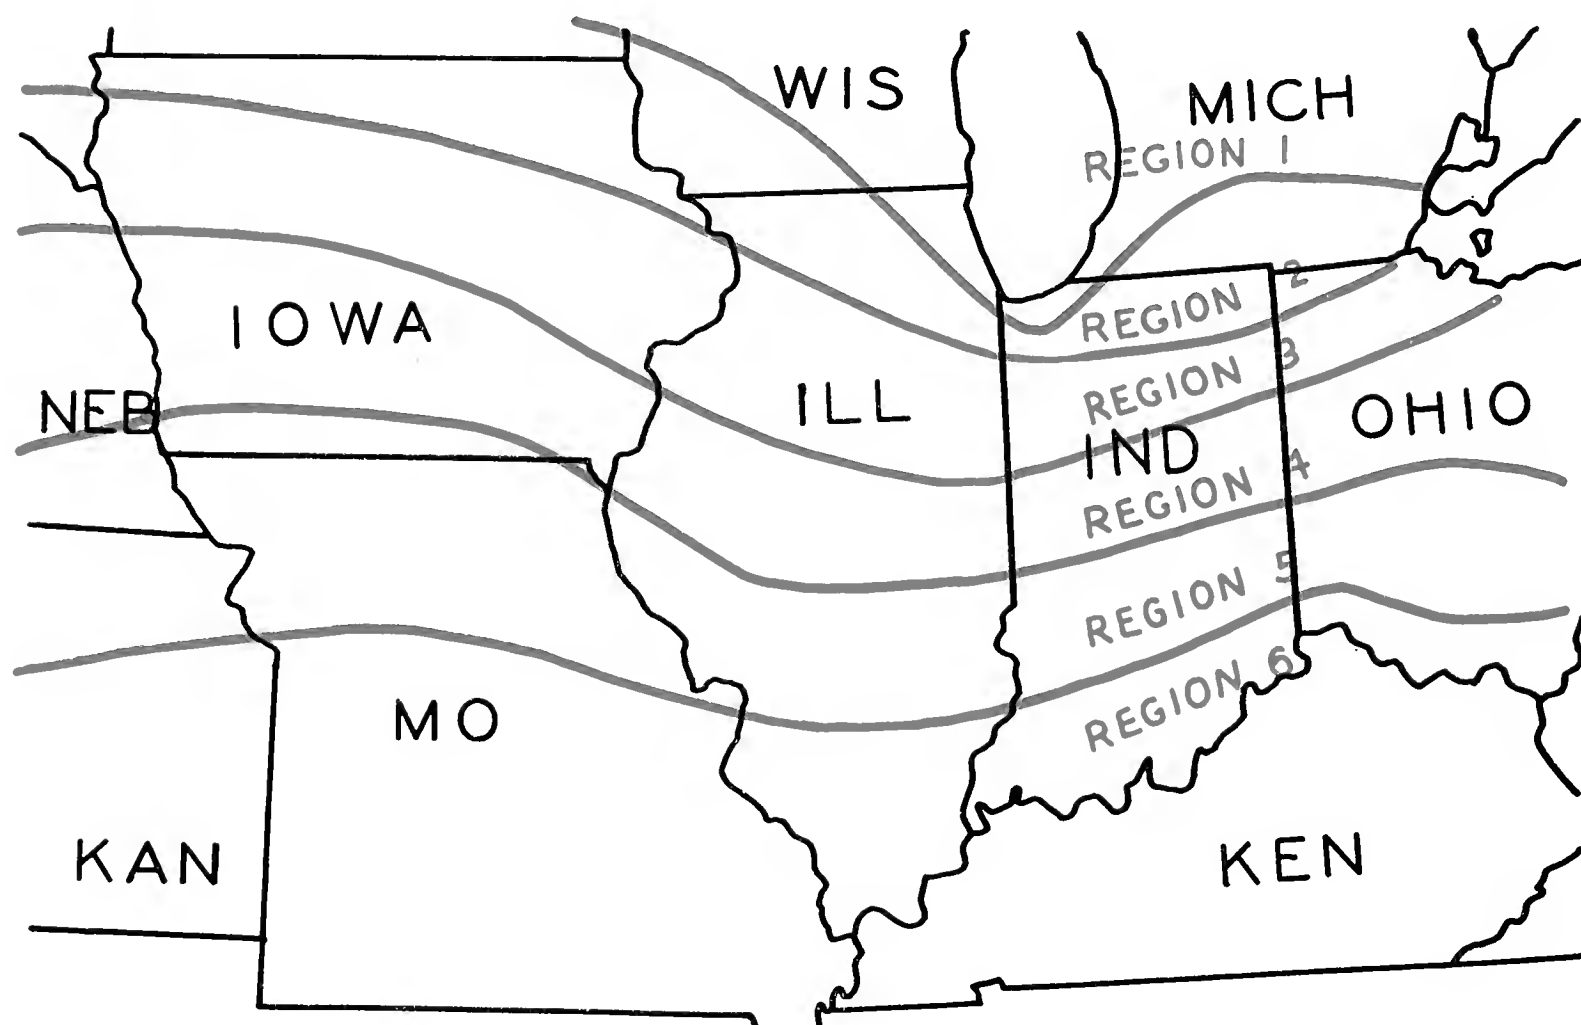 WIS
MICH
REGION 1
REGION 2
IOWA
REGION 3
NEB
ILL
OHIO
IND
REGION 4
REGION 5
REGION 6
MO
KAN
KEN